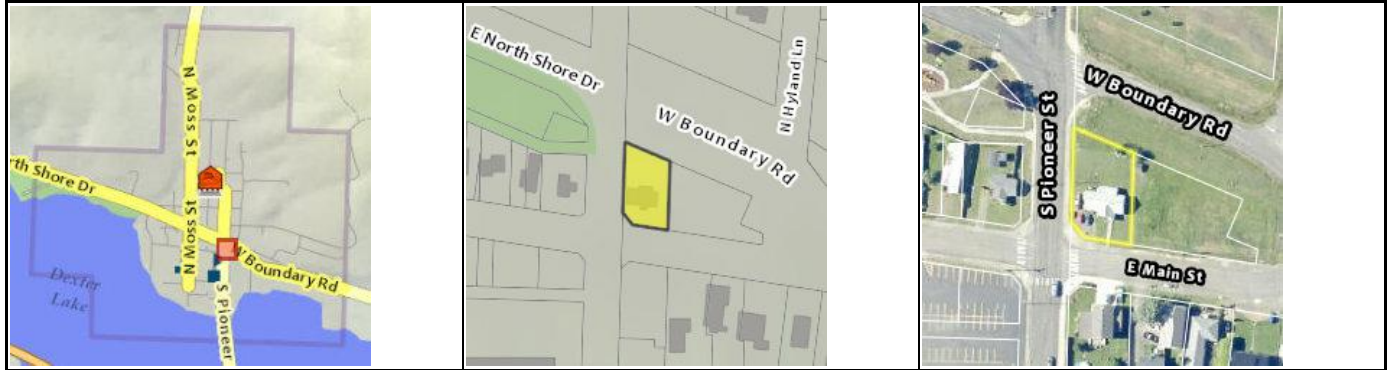 N Moss St
rth Shore Dr
N Moss St
W Boundary Rd
Dexter
Lake
S Pioneer
E North Shore Dr
N Hyland Ln
W Boundary Rd
W Boundary Rd
S Pioneer St
E Main St